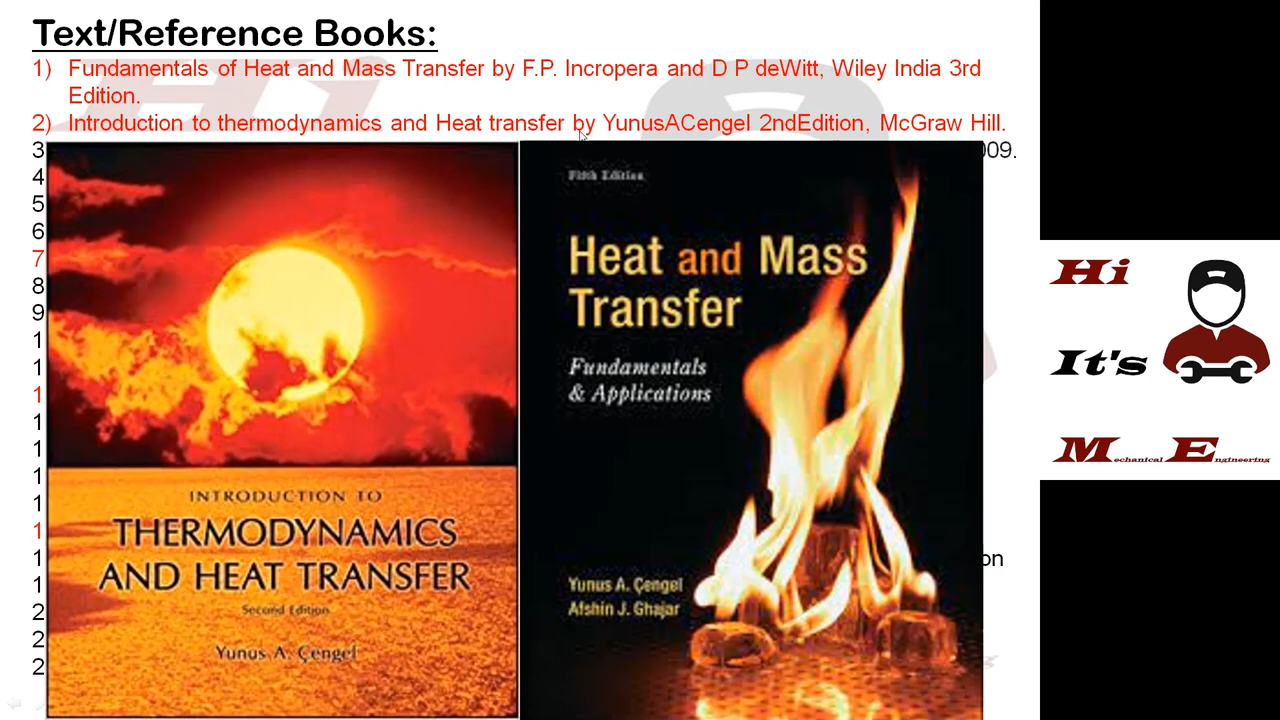 Text/Reference Books:
1) Fundamentals of Heat and Mass Transfer by F.P. Incropera and D P deWitt, Wiley India 3rd
Edition.
2) Introduction to thermodynamics and Heat transfer by YunusACengel 2ndEdition, McGraw Hill.
3 009.
4
5
6
7
8
9
1
1
1
1
1
1
1
1
1 on
1
2
2
2
INTRODUCTION TO
THERMODYNAMICS
AND HEAT TRANSFER
Second Edition
Yunus A. Çengel
Fifth Edition
Heat and Mass
Transfer
Fundamentals
& Applications
Yunus A. Çengel
Afshin J. Ghajar
Hi
It's
Mechanical Engineering